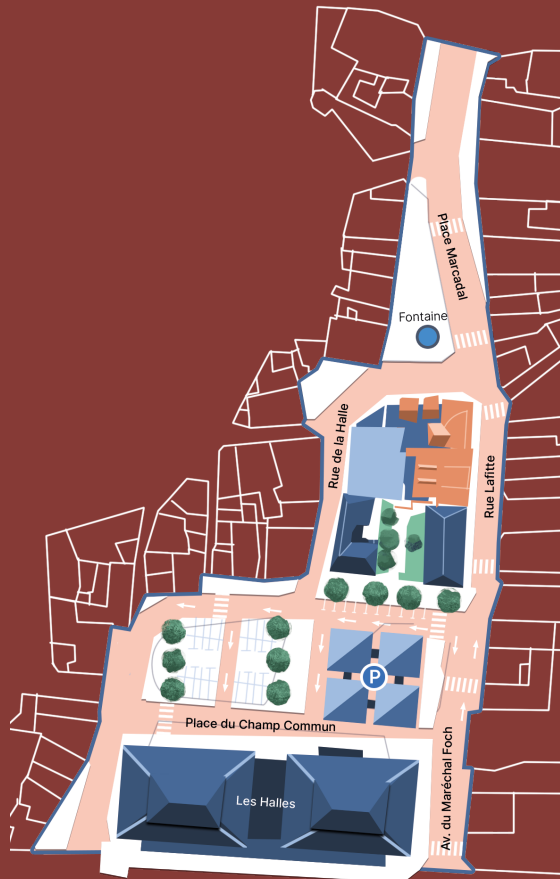 Place Marcadal
Fontaine
Rue de la Halle
Rue Lafitte
P
Place du Champ Commun
Av. du Maréchal Foch
Les Halles